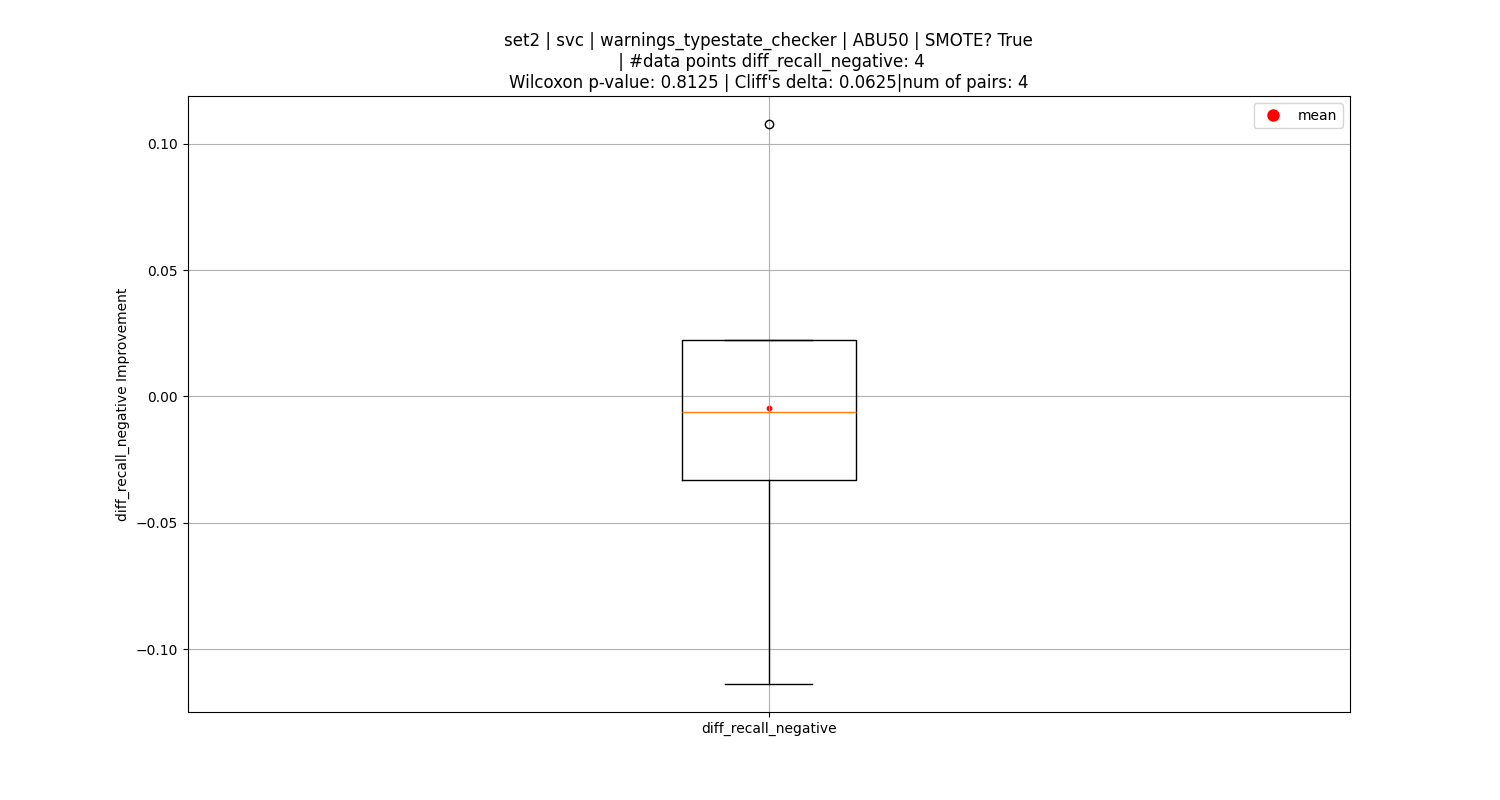 set2 | svc | warnings_typestate_checker | ABU50 | SMOTE? True
| #data points diff_recall_negative: 4
Wilcoxon p-value: 0.8125 | Cliff's delta: 0.0625|num of pairs: 4
mean
0.10
0.05
0.00
−0.05
−0.10
diff_recall_negative Improvement
diff_recall_negative